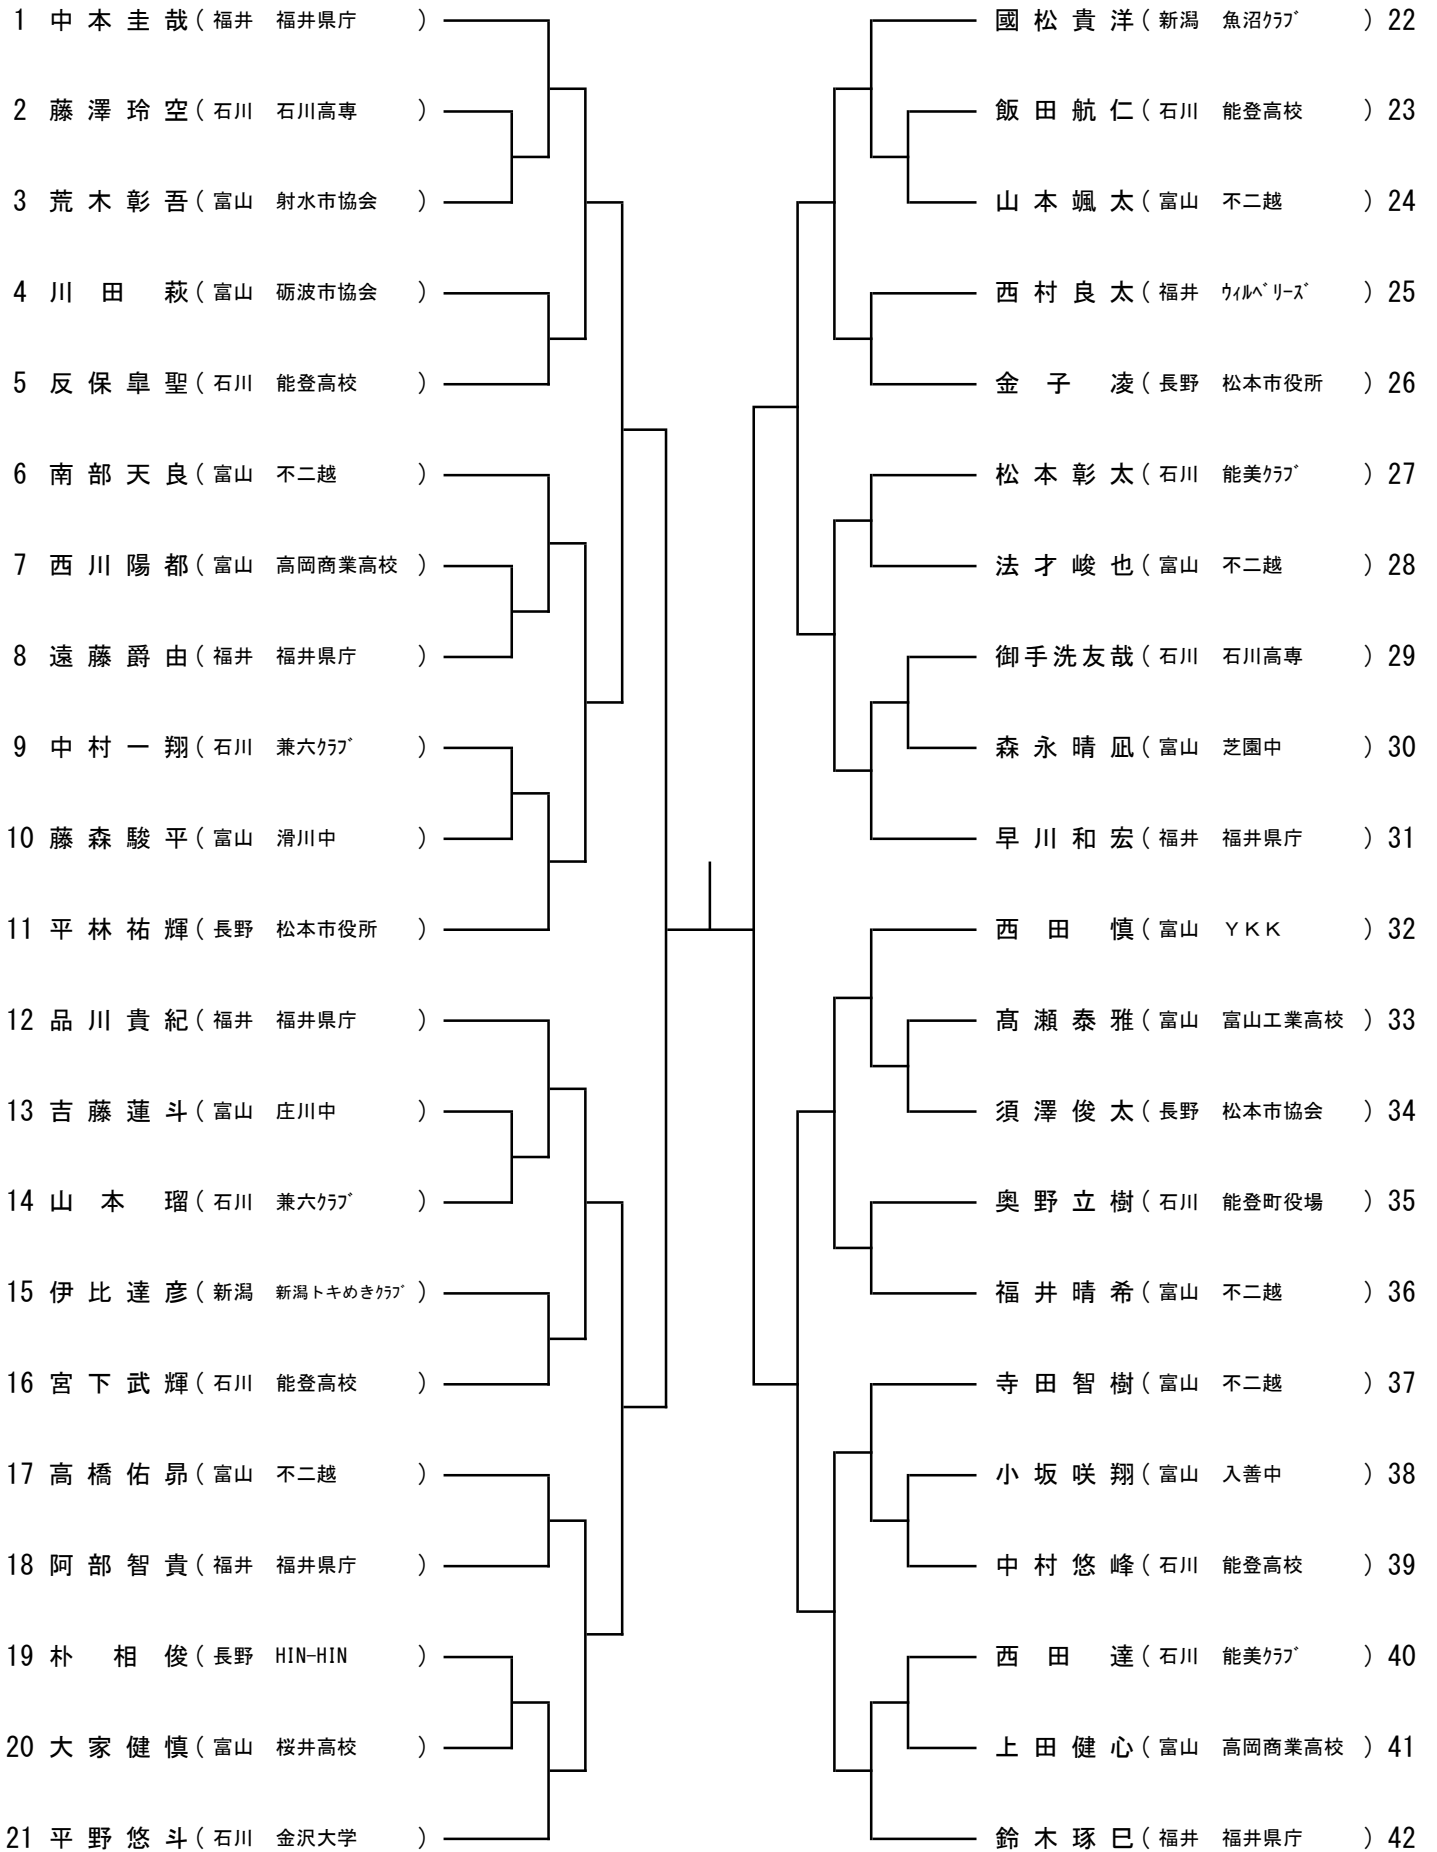 1 中本圭哉(福井 福井県庁)
2 藤澤玲空(石川 石川高専)
3 荒木彰吾(富山 射水市協会)
4 川田萩(富山 砺波市協会)
5 反保皐聖(石川 能登高校)
6 南部天良(富山 不二越)
7 西川陽都(富山 高岡商業高校)
8 遠藤爵由(福井 福井県庁)
9 中村一翔(石川 兼六ｸﾗﾌﾞ)
10 藤森駿平(富山 滑川中)
11 平林祐輝(長野 松本市役所)
12 品川貴紀(福井 福井県庁)
13 吉藤蓮斗(富山 庄川中)
14 山本瑠(石川 兼六ｸﾗﾌﾞ)
15 伊比達彦(新潟 新潟トキめきｸﾗﾌﾞ)
16 宮下武輝(石川 能登高校)
17 高橋佑昴(富山 不二越)
18 阿部智貴(福井 福井県庁)
19 朴相俊(長野 HIN-HIN)
20 大家健慎(富山 桜井高校)
21 平野悠斗(石川 金沢大学)
國松貴洋(新潟 魚沼ｸﾗﾌﾞ)22
飯田航仁(石川 能登高校)23
山本颯太(富山 不二越)24
西村良太(福井 ｳｨﾙﾍﾞﾘｰｽﾞ)25
金子凌(長野 松本市役所)26
松本彰太(石川 能美ｸﾗﾌﾞ)27
法才峻也(富山 不二越)28
御手洗友哉(石川 石川高専)29
森永晴凪(富山 芝園中)30
早川和宏(福井 福井県庁)31
西田慎(富山 ＹＫＫ)32
髙瀬泰雅(富山 富山工業高校)33
須澤俊太(長野 松本市協会)34
奥野立樹(石川 能登町役場)35
福井晴希(富山 不二越)36
寺田智樹(富山 不二越)37
小坂咲翔(富山 入善中)38
中村悠峰(石川 能登高校)39
西田達(石川 能美ｸﾗﾌﾞ)40
上田健心(富山 高岡商業高校)41
鈴木琢巳(福井 福井県庁)42